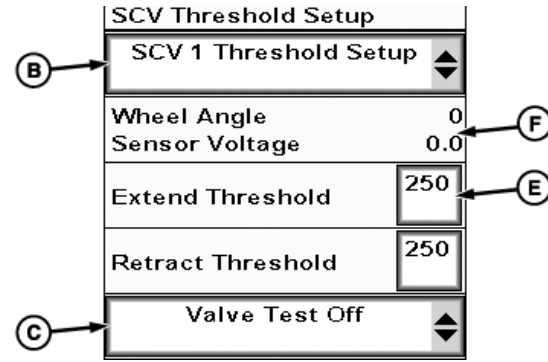 SCV Threshold Setup
B
SCV 1 Threshold Setup
Wheel Angle 0
Sensor Voltage 0.0
F
Extend Threshold 250
E
Retract Threshold 250
C
Valve Test Off